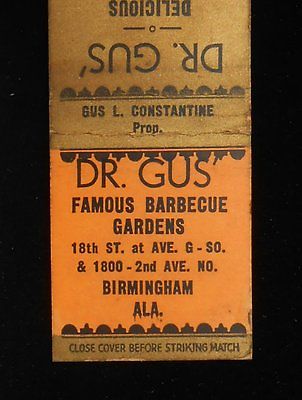 DELICIOUS
DR. GUS'
GUS L. CONSTANTINE
Prop.
DR. GUS'
FAMOUS BARBECUE
GARDENS
18th ST. at AVE. G - SO.
& 1800 - 2nd AVE. NO.
BIRMINGHAM
ALA.
CLOSE COVER BEFORE STRIKING MATCH